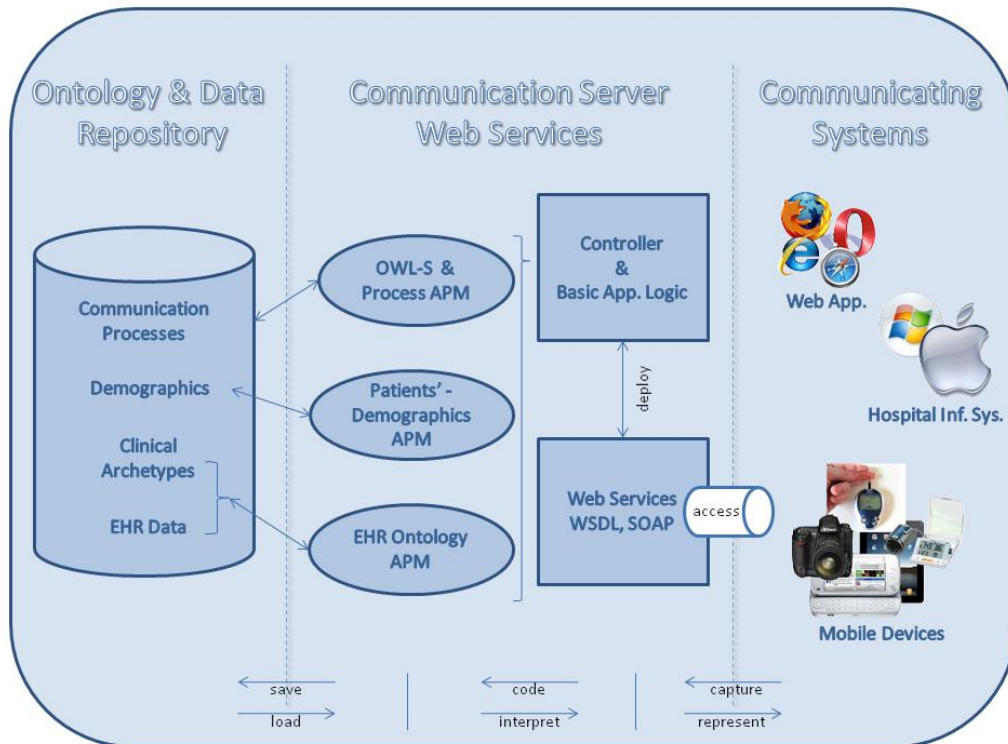 Ontology & Data
Repository
Communication Server
Web Services
Communicating
Systems
Communication
Processes
Demographics
Clinical
Archetypes
EHR Data
OWL-S &
Process APM
Patients' -
Demographics
APM
EHR Ontology
APM
Controller
&
Basic App. Logic
deploy
Web Services
WSDL, SOAP
access
Web App.
Hospital Inf. Sys.
Mobile Devices
save
load
code
interpret
capture
represent